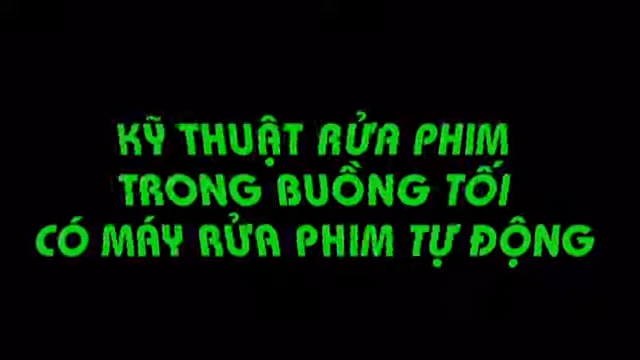 KỸ THUẬT RỬA PHIM
TRONG BUỒNG TỐI
CÓ MÁY RỬA PHIM TỰ ĐỘNG